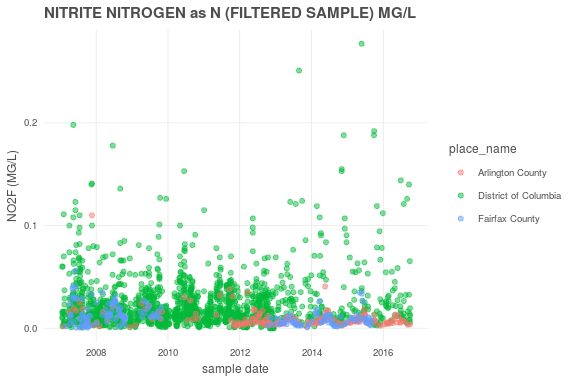 NITRITE NITROGEN as N (FILTERED SAMPLE) MG/L
NO2F (MG/L)
0.2
0.1
0.0
2008
2010
2012
2014
2016
sample date
place_name
Arlington County
District of Columbia
Fairfax County